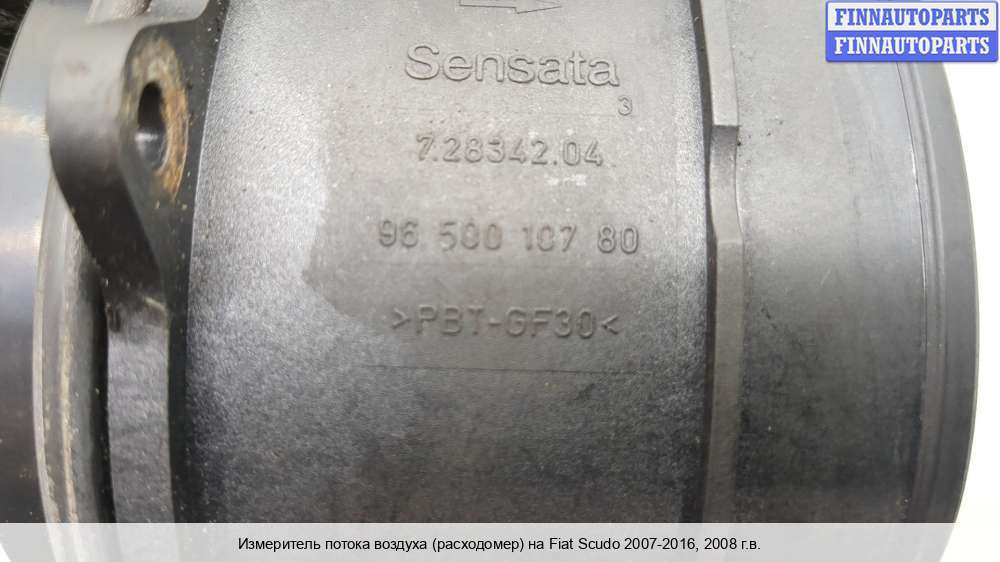 FINNAUTOPARTS
FINNAUTOPARTS
Sensata
3
7.28342.04
96 500 107 80
>PBT-GF30<
Измеритель потока воздуха (расходомер) на Fiat Scudo 2007-2016, 2008 г.в.